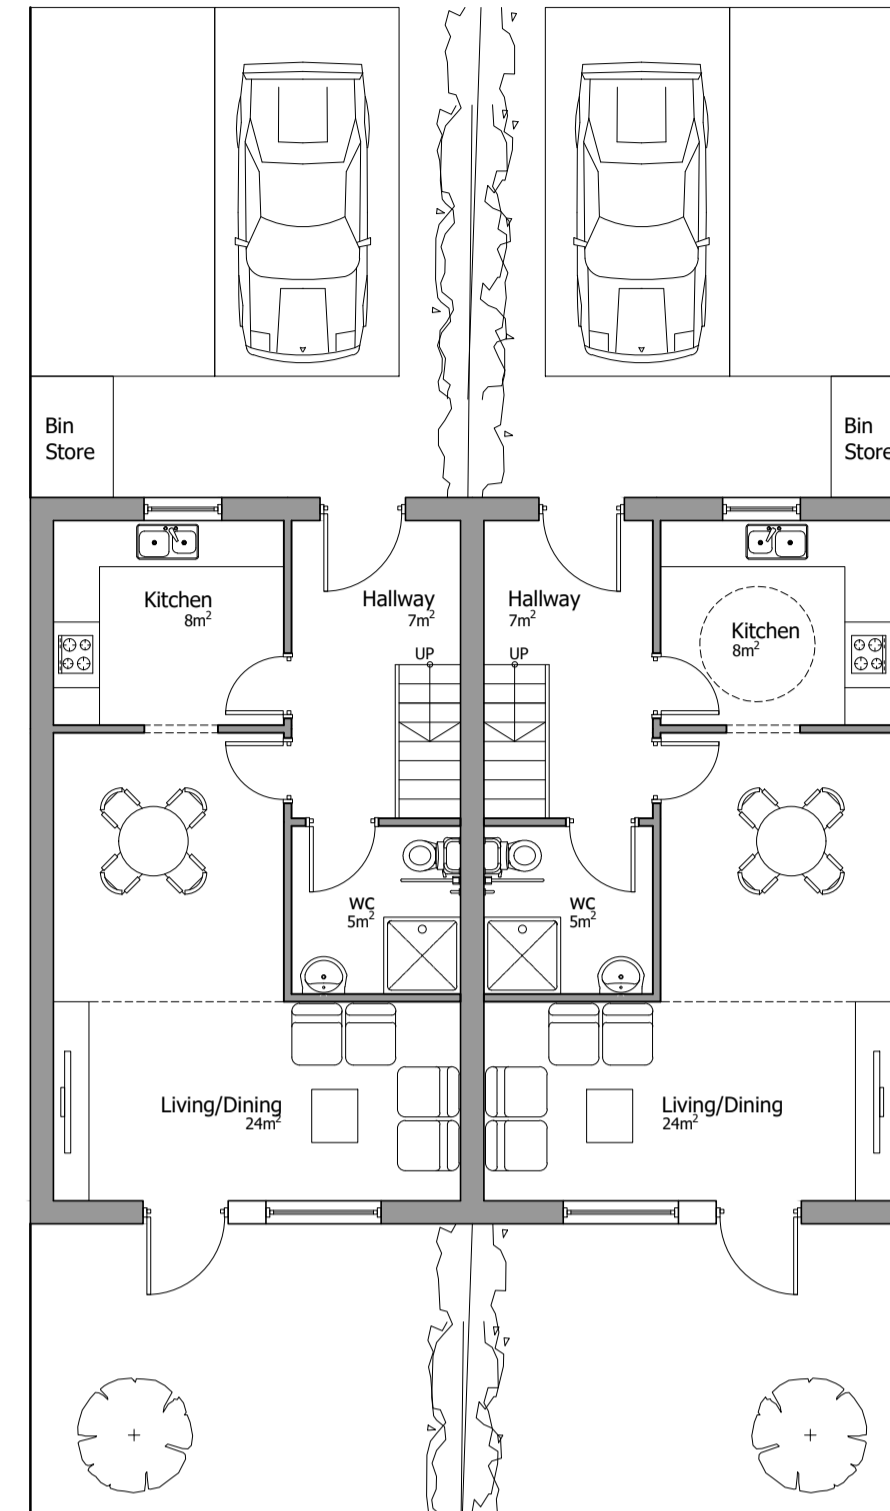 Bin
Store
Bin
Store
Kitchen
8m²
Hallway
7m²
Hallway
7m²
Kitchen
8m²
UP
UP
wc
5m²
wc
5m²
Living/Dining
24m²
Living/Dining
24m²